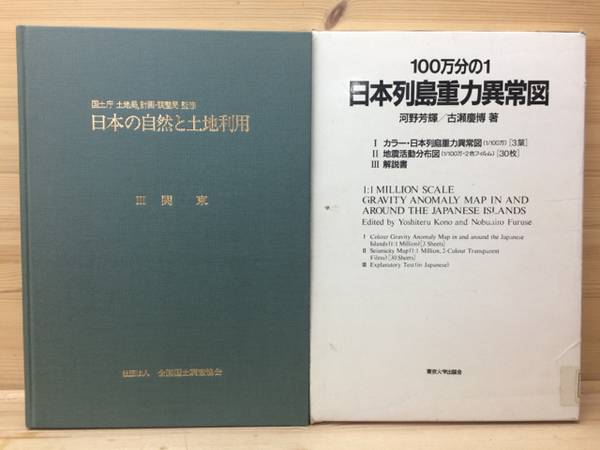 国土庁 土地局,計画・調整局 監修
日本の自然と土地利用
III 関東
社団法人 全国国土調査協会
100万分の1
日本列島重力異常図
河野芳輝/古瀬慶博 著
I カラー・日本列島重力異常図(1/100万)[3葉]
II 地震活動分布図(1/100万・2色フィルム)[30枚]
III 解説書
1:1 MILLION SCALE
GRAVITY ANOMALY MAP IN AND
AROUND THE JAPANESE ISLANDS
Edited by Yoshiteru Kono and Nobuhiro Furuse
I Colour Gravity Anomaly Map in and around the Japanese
Islands(1:1 Million)[3 Sheets]
II Seismicity Map(1:1 Million, 2-Colour Transparent
Films)[30 Sheets]
III Explanatory Text(in Japanese)
東京大学出版会